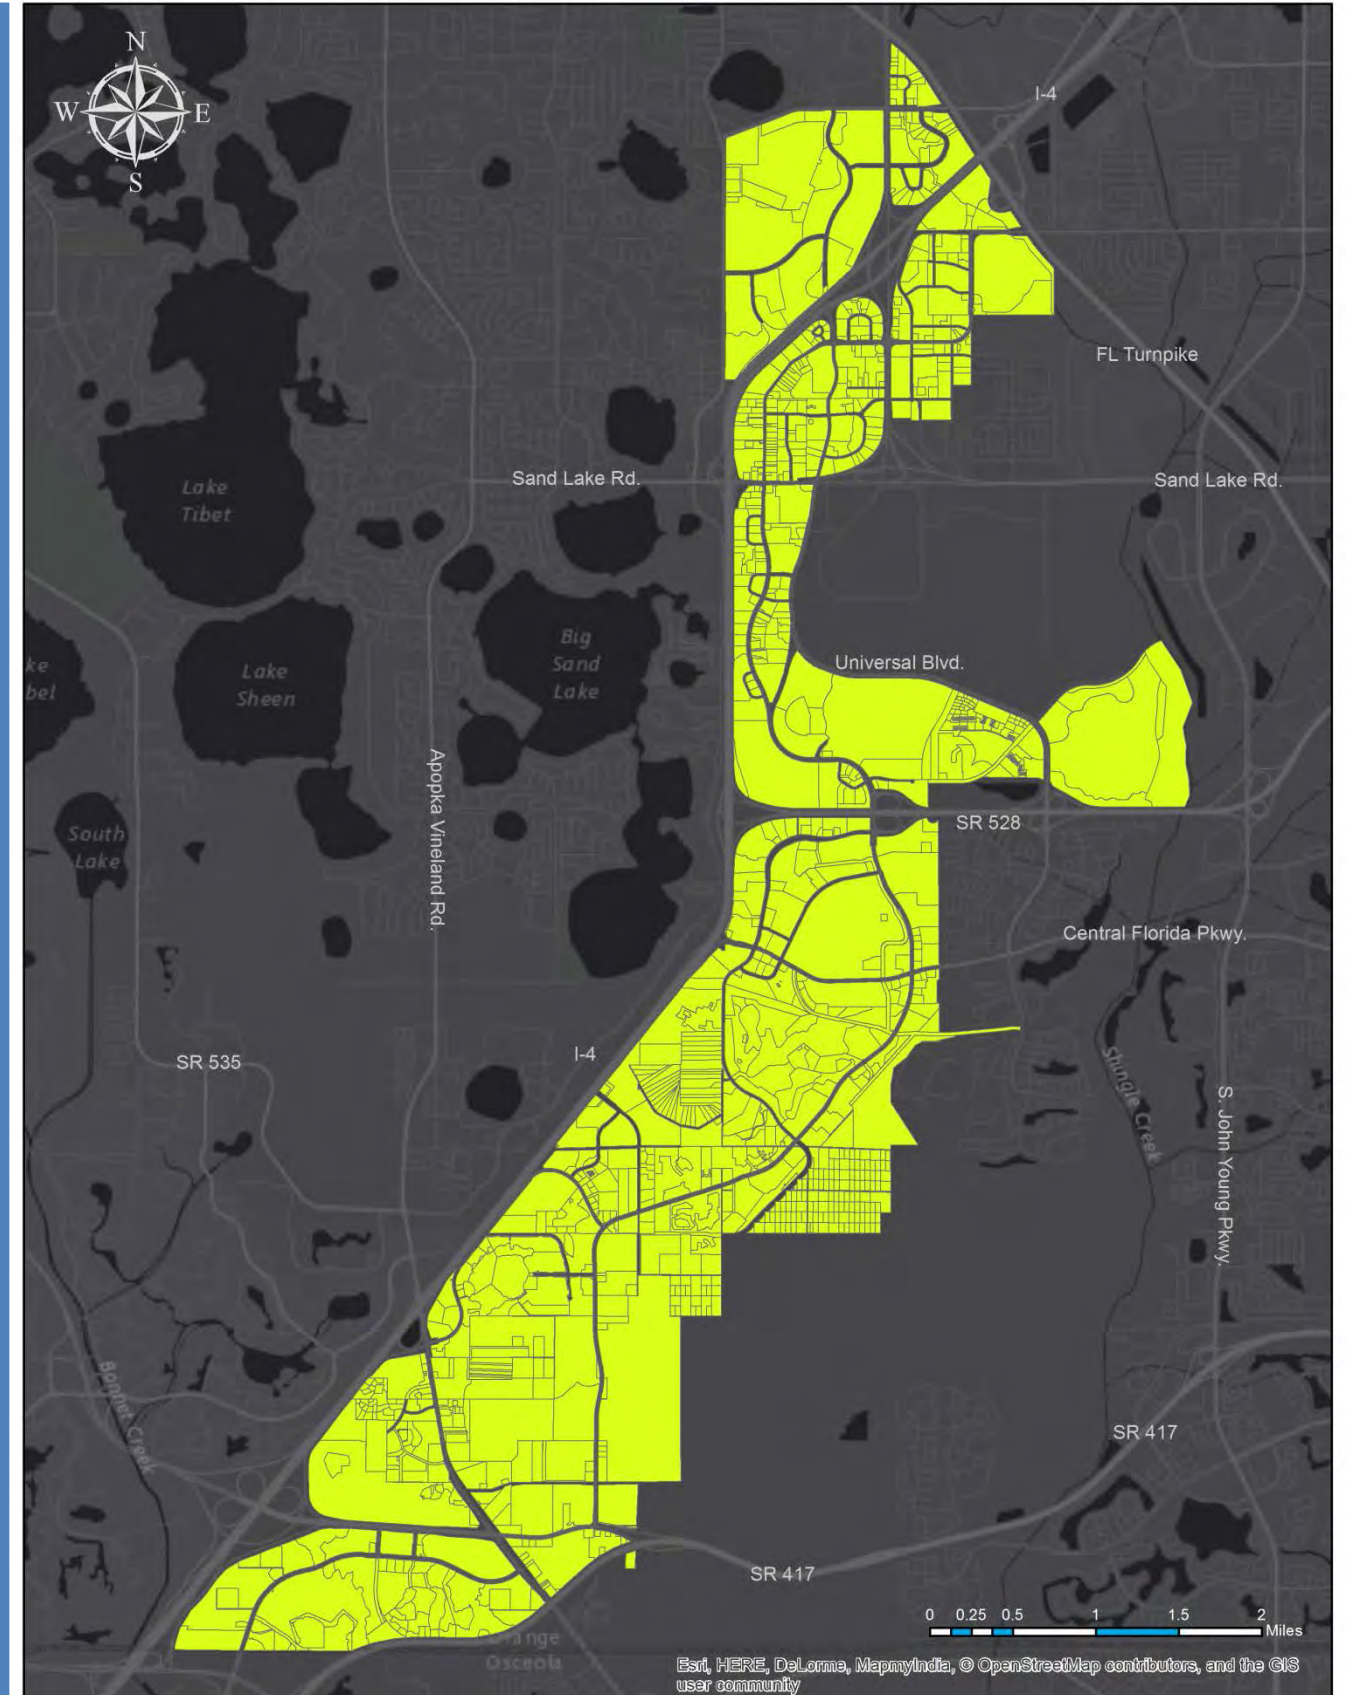 N
W E
S
I-4
FL Turnpike
Sand Lake Rd.
Sand Lake Rd.
Lake
Tibet
Big
Sand
Lake
Universal Blvd.
ke
bel
Lake
Sheen
Apopka Vineland Rd.
South
Lake
SR 528
Central Florida Pkwy.
I-4
SR 535
Shingle Creek
S. John Young Pkwy.
Bonnet Creek
SR 417
SR 417
0 0.25 0.5 1 1.5 2
Miles
Orange
Osceola
Esri, HERE, DeLorme, MapmyIndia, © OpenStreetMap contributors, and the GIS
user community